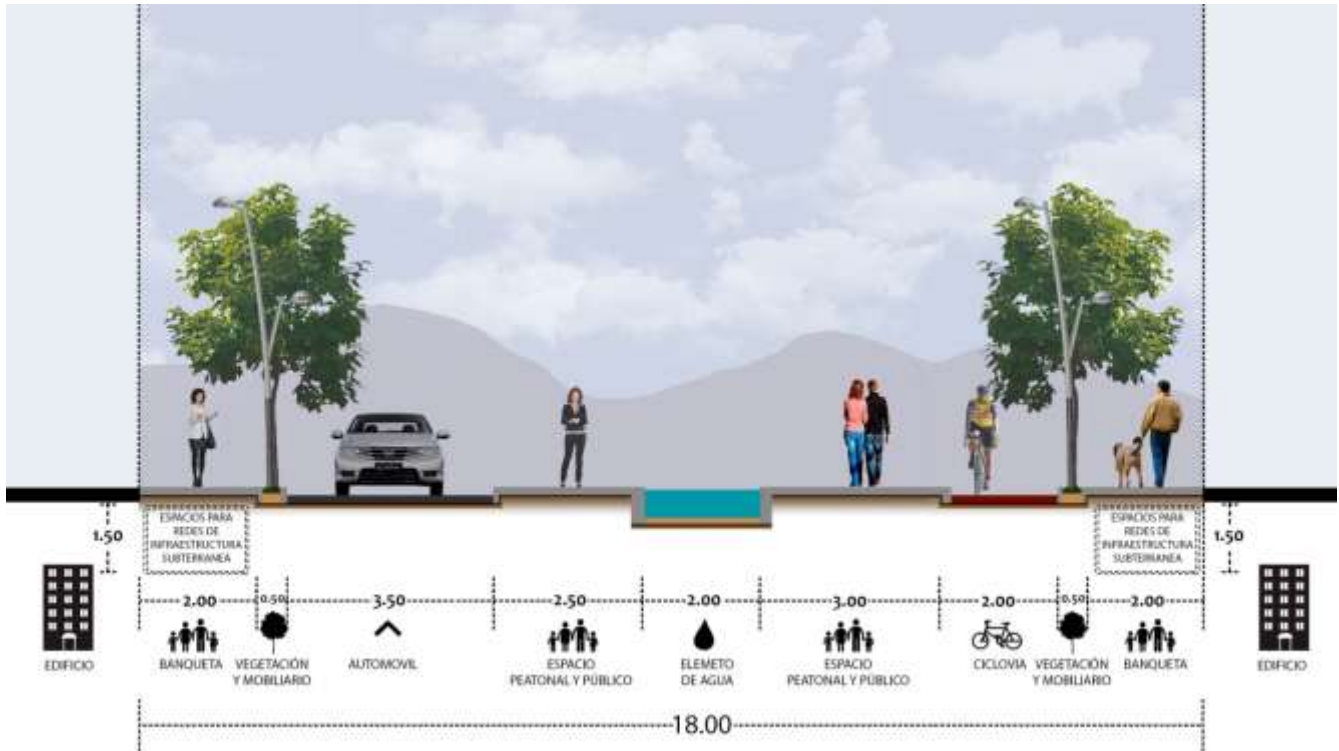 ESPACIOS PARA
REDES DE
INFRAESTRUCTURA
SUBTERRANEA
ESPACIOS PARA
REDES DE
INFRAESTRUCTURA
SUBTERRANEA
1.50
1.50
2.00
0.50
3.50
2.50
2.00
3.00
2.00
0.50
2.00
EDIFICIO
BANQUETA
VEGETACIÓN
Y MOBILIARIO
AUTOMOVIL
ESPACIO
PEATONAL Y PÚBLICO
ELEMETO
DE AGUA
ESPACIO
PEATONAL Y PÚBLICO
CICLOVIA
VEGETACIÓN
Y MOBILIARIO
BANQUETA
EDIFICIO
18.00